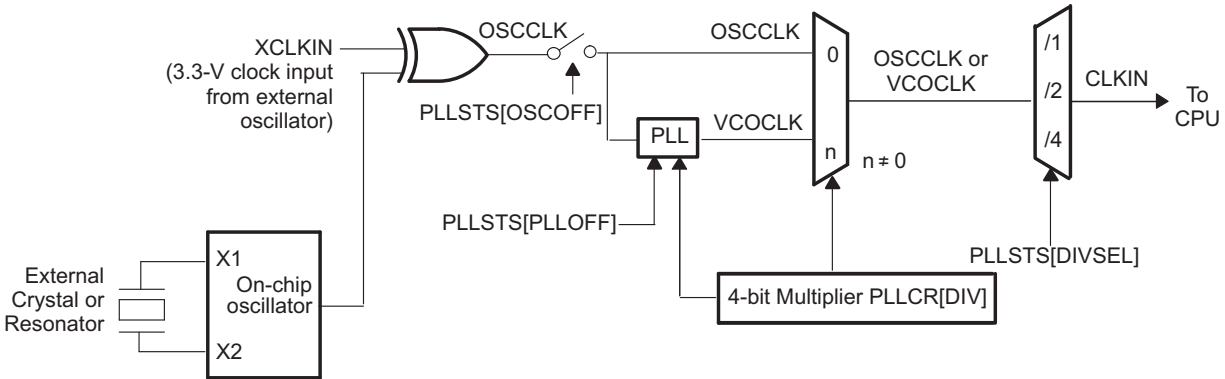 XCLKIN
(3.3-V clock input
from external
oscillator)
OSCCLK
PLLSTS[OSCOFF]
OSCCLK
0
PLL
VCOCLK
n
n ≠ 0
OSCCLK or
VCOCLK
/1
/2
/4
CLKIN
To
CPU
PLLSTS[PLLOFF]
PLLSTS[DIVSEL]
4-bit Multiplier PLLCR[DIV]
External
Crystal or
Resonator
X1
On-chip
oscillator
X2